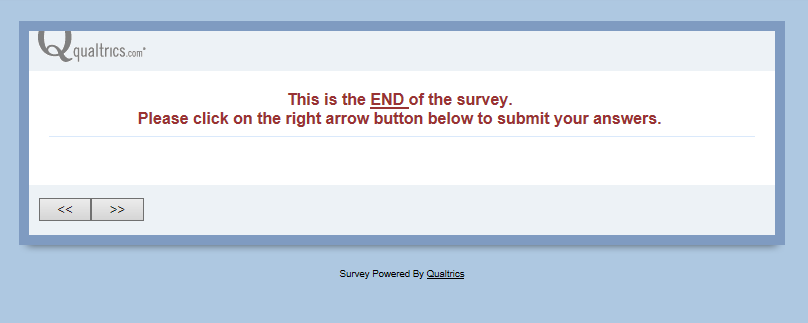 Qualtrics.com®
This is the END of the survey.
Please click on the right arrow button below to submit your answers.
<< >>
Survey Powered By Qualtrics